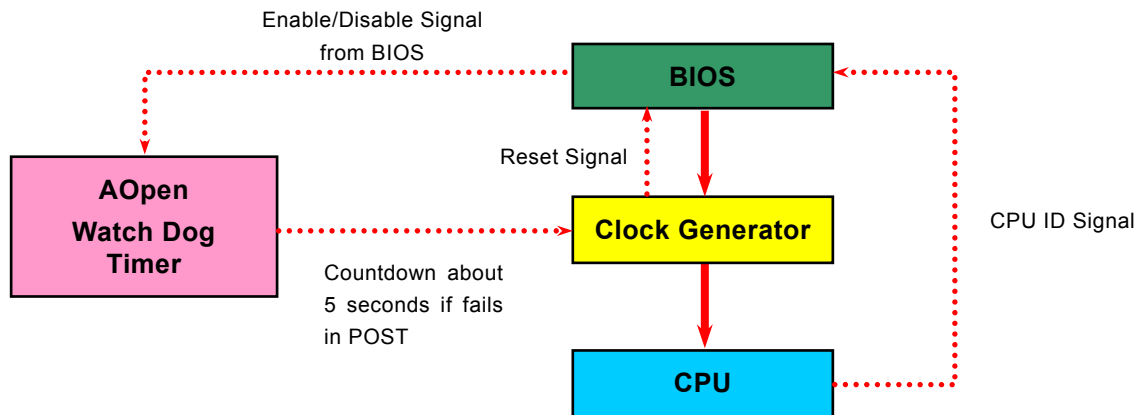 Enable/Disable Signal
from BIOS
BIOS
Reset Signal
AOpen
Watch Dog
Timer
Clock Generator
CPU ID Signal
Countdown about
5 seconds if fails
in POST
CPU